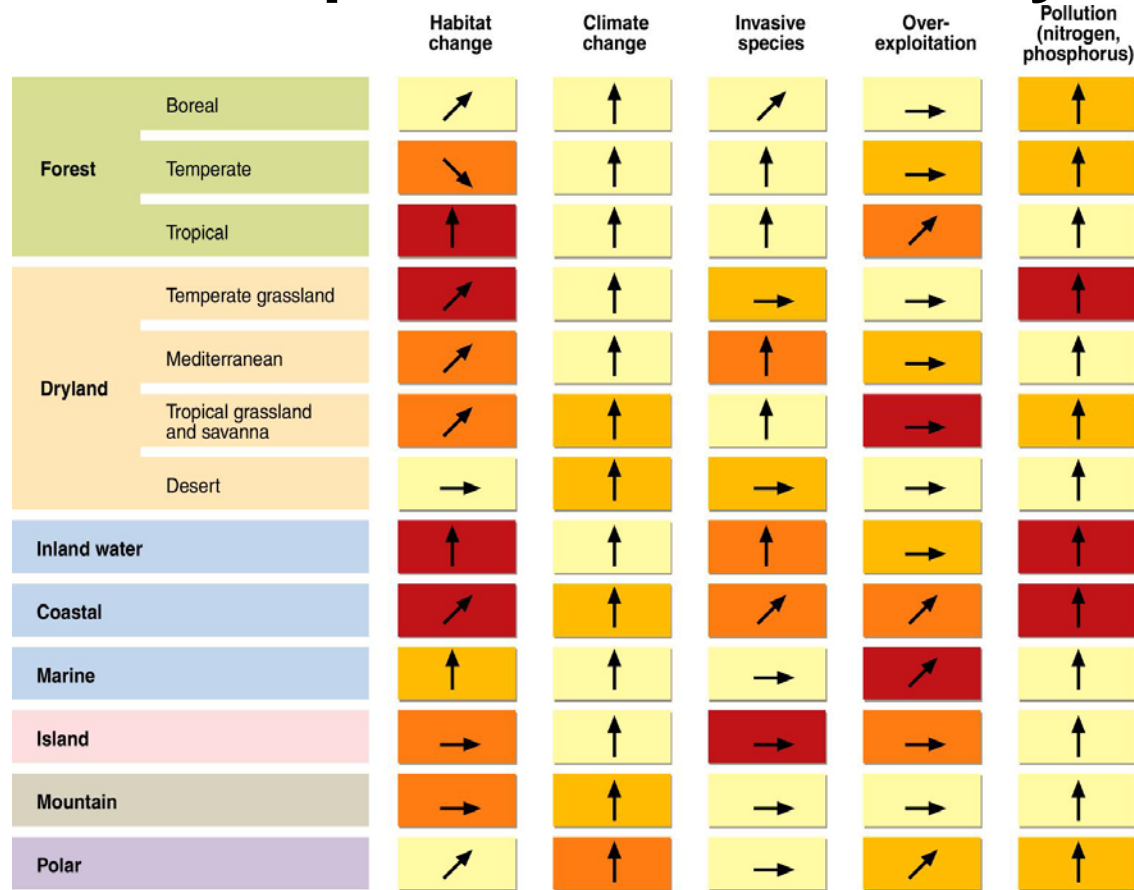 Habitat
change
Climate
change
Invasive
species
Over-
exploitation
Pollution
(nitrogen,
phosphorus)
Forest
Boreal
Temperate
Tropical
Dryland
Temperate grassland
Mediterranean
Tropical grassland
and savanna
Desert
Inland water
Coastal
Marine
Island
Mountain
Polar